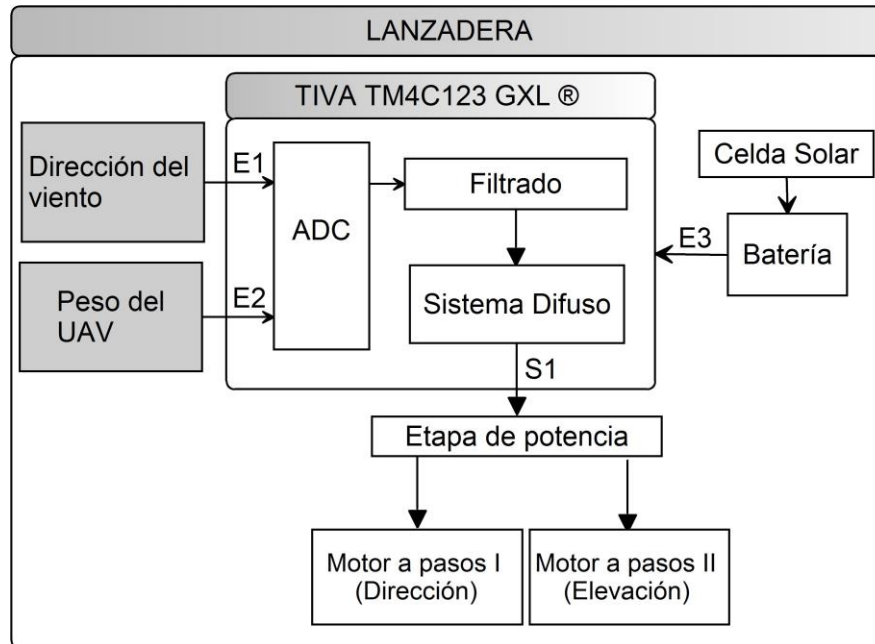 LANZADERA
TIVA TM4C123 GXL ®
Dirección del
viento
E1
Peso del
UAV
E2
ADC
Filtrado
Sistema Difuso
S1
Celda Solar
E3
Batería
Etapa de potencia
Motor a pasos I
(Dirección)
Motor a pasos II
(Elevación)